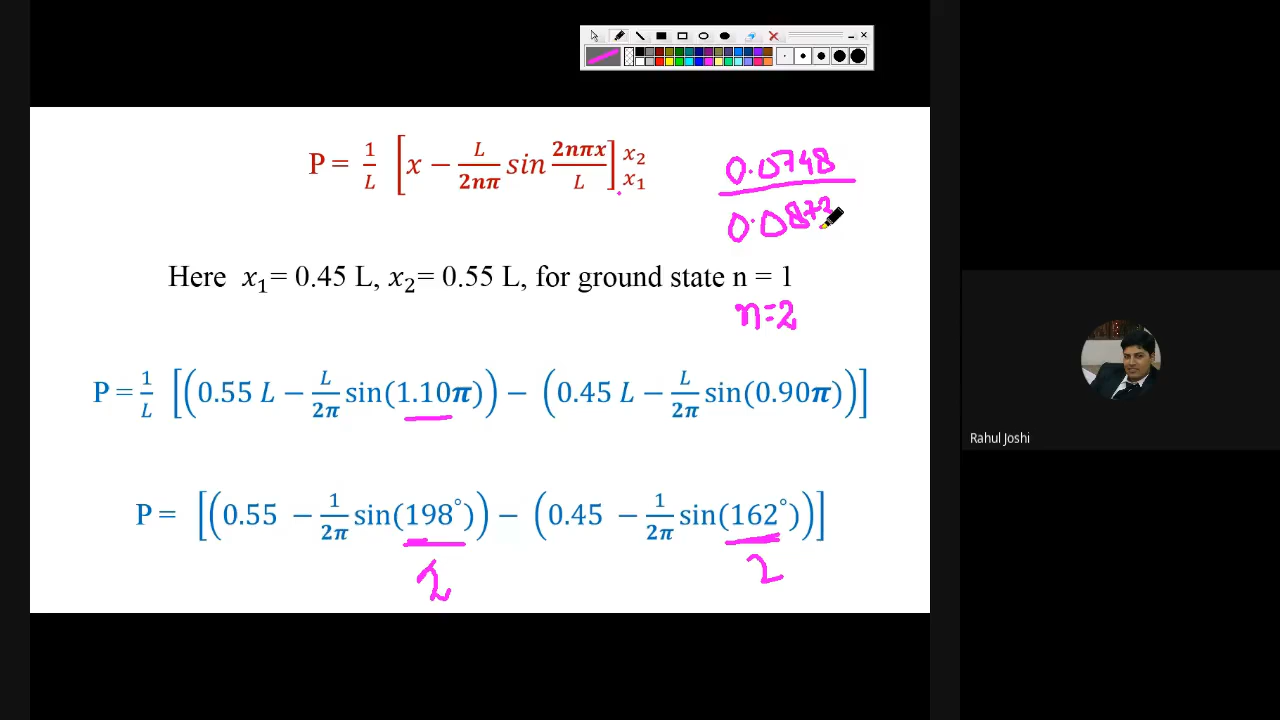 P = 1/L [x − L/2nπ sin 2nπx/L] x₂ x₁
0.0748
0.0873
Here x₁= 0.45 L, x₂= 0.55 L, for ground state n = 1
n=2
P = 1/L [(0.55 L − L/2π sin(1.10π)) − (0.45 L − L/2π sin(0.90π))]
P = [(0.55 − 1/2π sin(198°)) − (0.45 − 1/2π sin(162°))]
2 2
Rahul Joshi